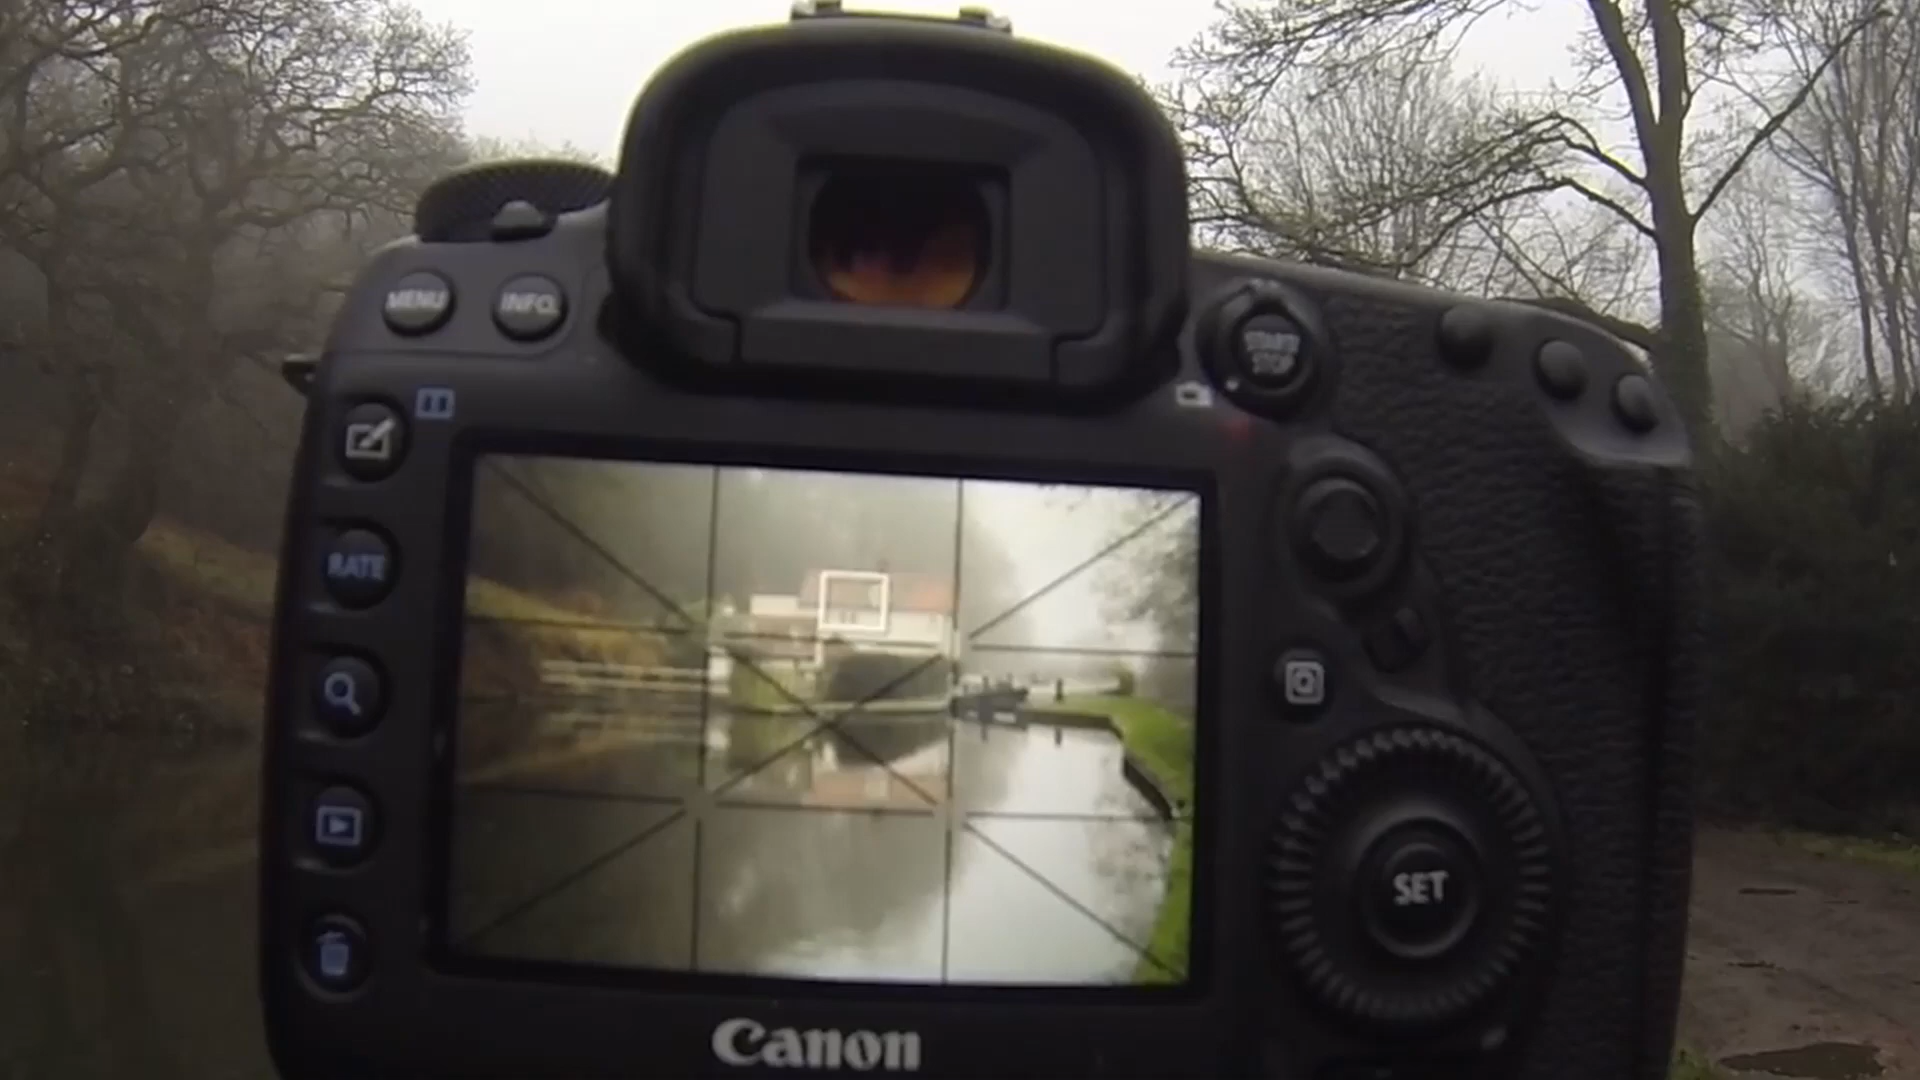 MENU
INFO.
START/
STOP
RATE
Q
SET
Canon